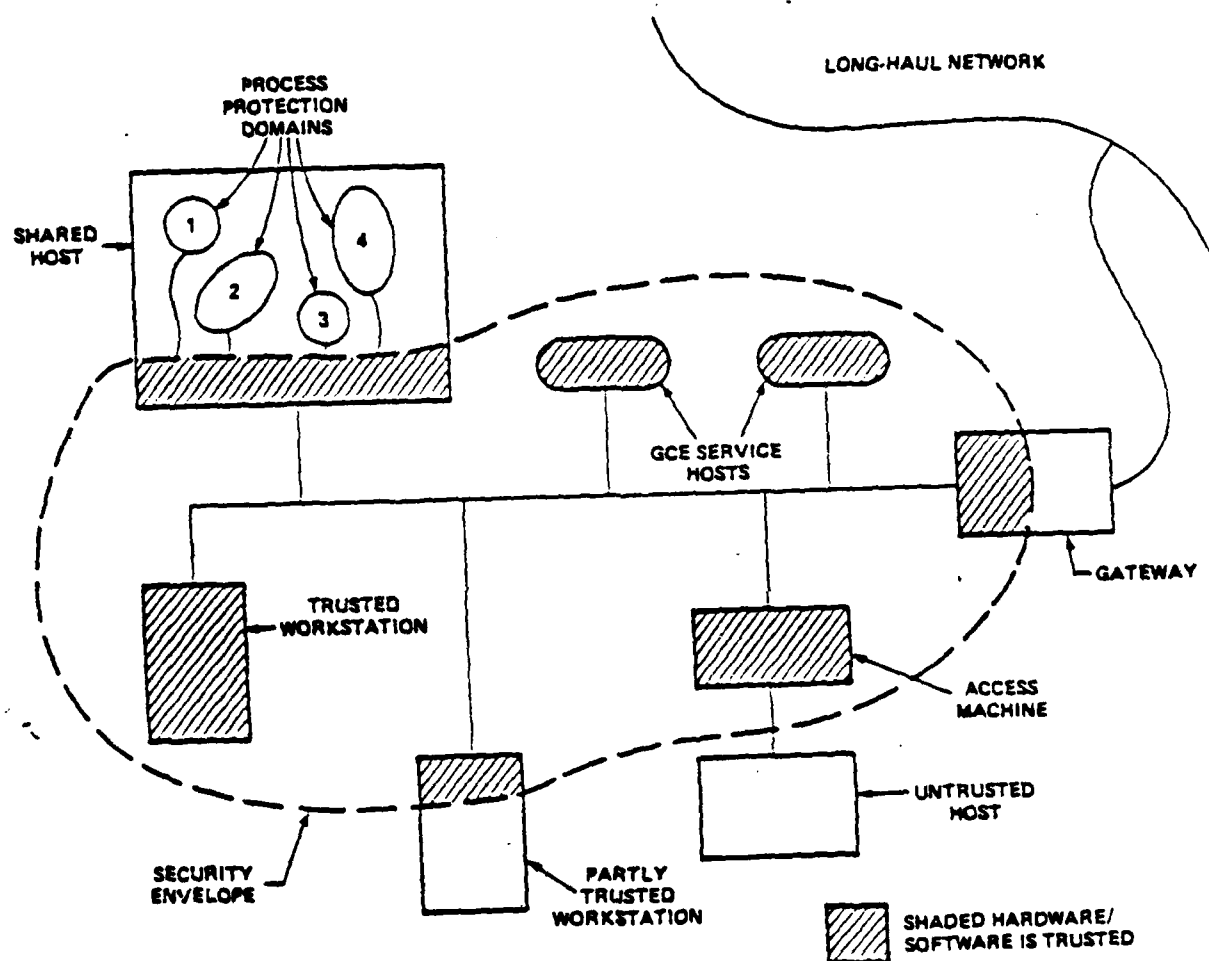 LONG-HAUL NETWORK
PROCESS
PROTECTION
DOMAINS
SHARED
HOST
1
2
3
4
GCE SERVICE
HOSTS
GATEWAY
TRUSTED
WORKSTATION
ACCESS
MACHINE
UNTRUSTED
HOST
SECURITY
ENVELOPE
PARTLY
TRUSTED
WORKSTATION
SHADED HARDWARE/
SOFTWARE IS TRUSTED